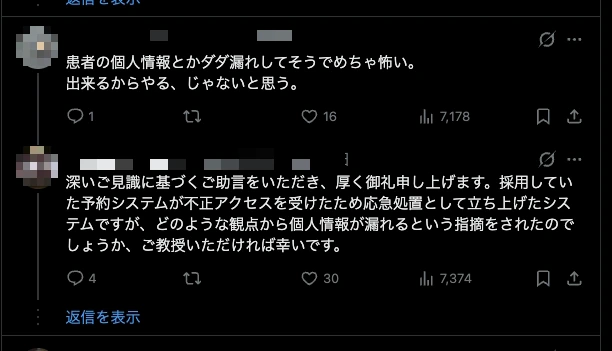 返信を表示
患者の個人情報とかダダ漏れしてそうでめちゃ怖い。
出来るからやる、じゃないと思う。
1 16 7,178
深いご見識に基づくご助言をいただき、厚く御礼申し上げます。採用してい
た予約システムが不正アクセスを受けたため応急処置として立ち上げたシス
テムですが、どのような観点から個人情報が漏れるという指摘をされたので
しょうか、ご教授いただければ幸いです。
4 30 7,374
返信を表示